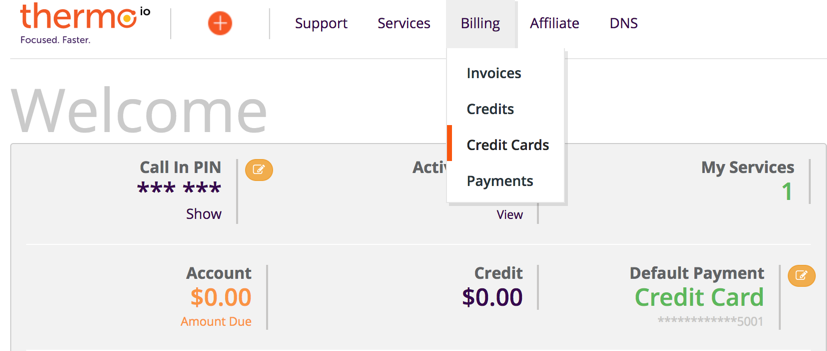 thermo io
Focused. Faster.
Support Services Billing Affiliate DNS
Invoices
Credits
Credit Cards
Payments
Welcome
Call In PIN
*** ***
Show
Activ
View
My Services
1
Account
$0.00
Amount Due
Credit
$0.00
Default Payment
Credit Card
************5001